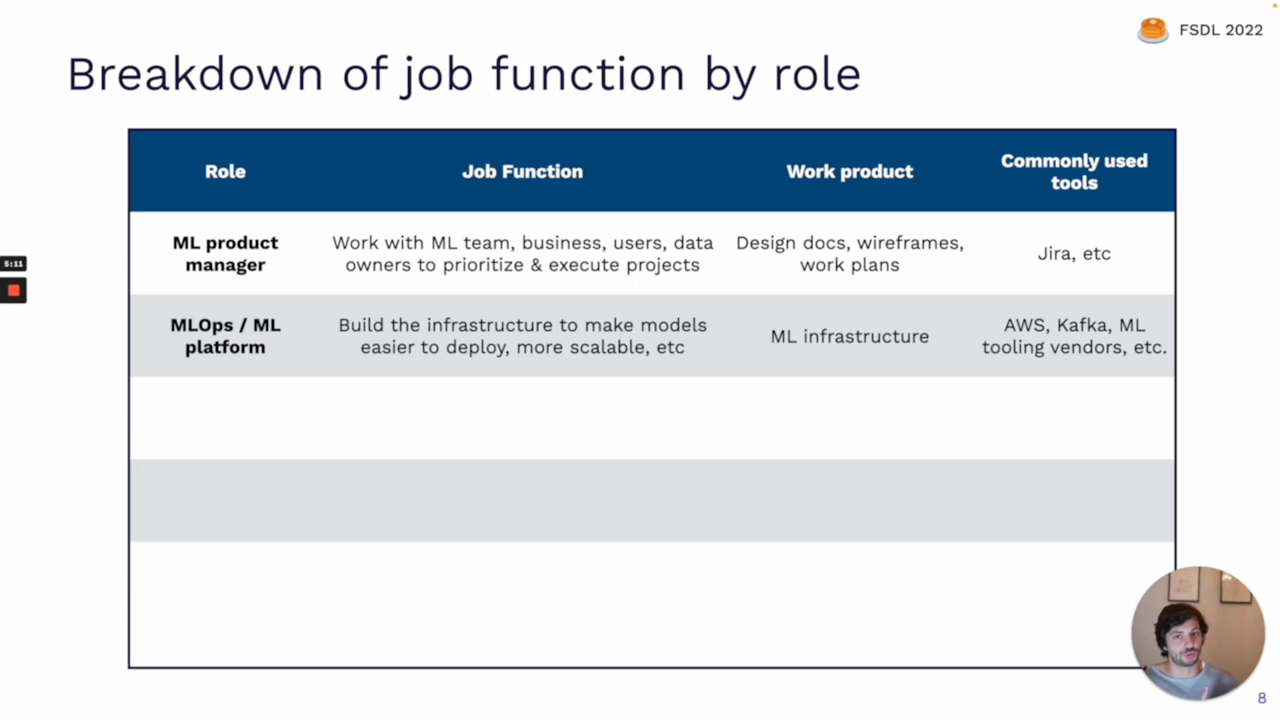 FSDL 2022
Breakdown of job function by role
Role
Job Function
Work product
Commonly used
tools
ML product
manager
Work with ML team, business, users, data
owners to prioritize & execute projects
Design docs, wireframes,
work plans
Jira, etc
MLOps / ML
platform
Build the infrastructure to make models
easier to deploy, more scalable, etc
ML infrastructure
AWS, Kafka, ML
tooling vendors, etc.
5:11
8